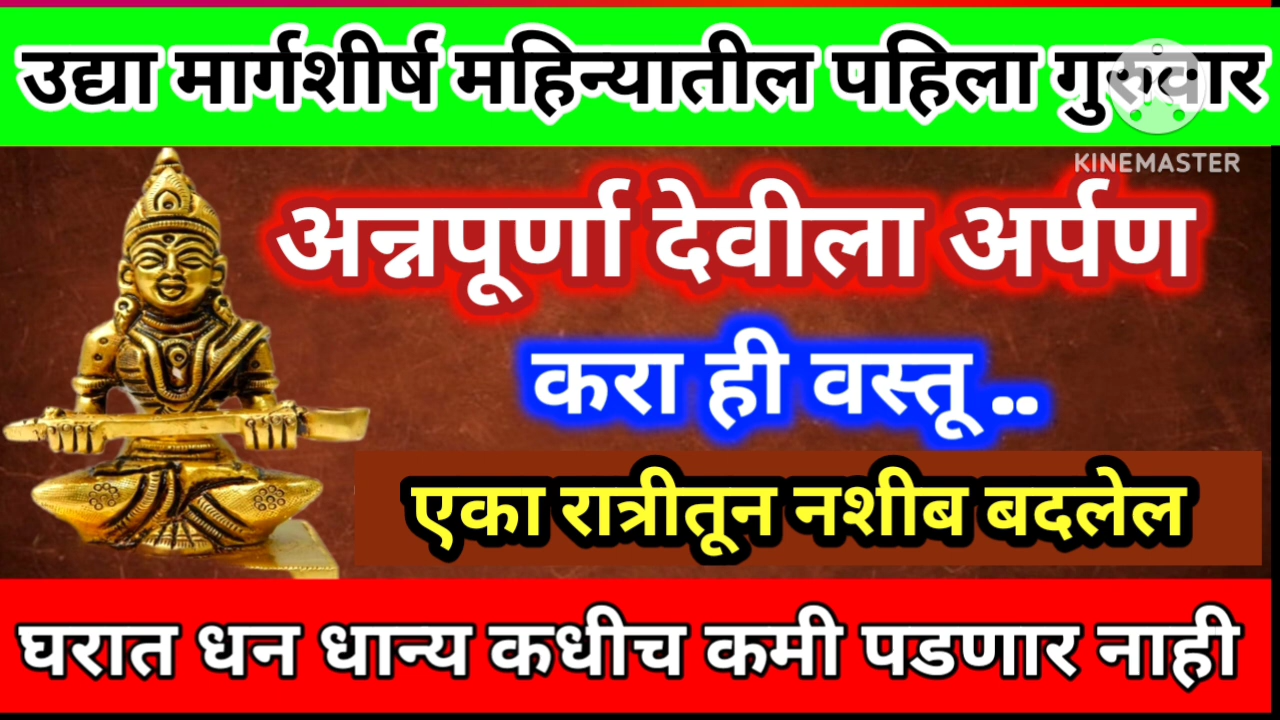 उद्या मार्गशीर्ष महिन्यातील पहिला गुरुवार
KINEMASTER
अन्नपूर्णा देवीला अर्पण
करा ही वस्तू ..
एका रात्रीतून नशीब बदलेल
घरात धन धान्य कधीच कमी पडणार नाही